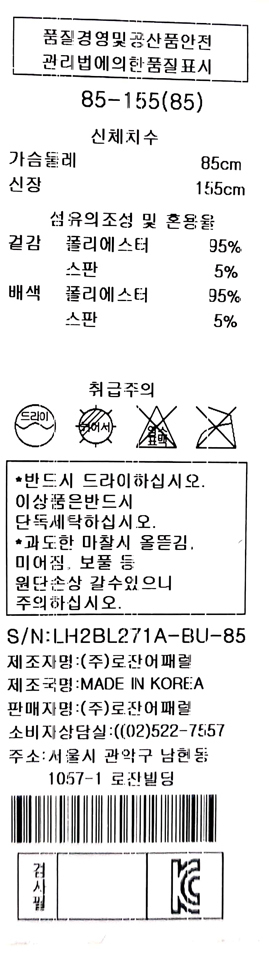 품질경영및공산품안전
관리법에의한품질표시
85-155(85)
신체치수
가슴둘레 85cm
신장 155cm
섬유의조성 및 혼용율
겉감 폴리에스터 95%
스판 5%
배색 폴리에스터 95%
스판 5%
취급주의
드라이
뉘어서
염소
표백
*반드시 드라이하십시오.
이상품은반드시
단독세탁하십시오.
*과도한 마찰시 올뜯김,
미어짐, 보풀 등
원단손상 갈수있으니
주의하십시오.
S/N:LH2BL271A-BU-85
제조자명:(주)로잔어패럴
제조국명:MADE IN KOREA
판매자명:(주)로잔어패럴
소비자상담실:((02)522-7557
주소:서울시 관악구 남현동
1057-1 로잔빌딩
검사필